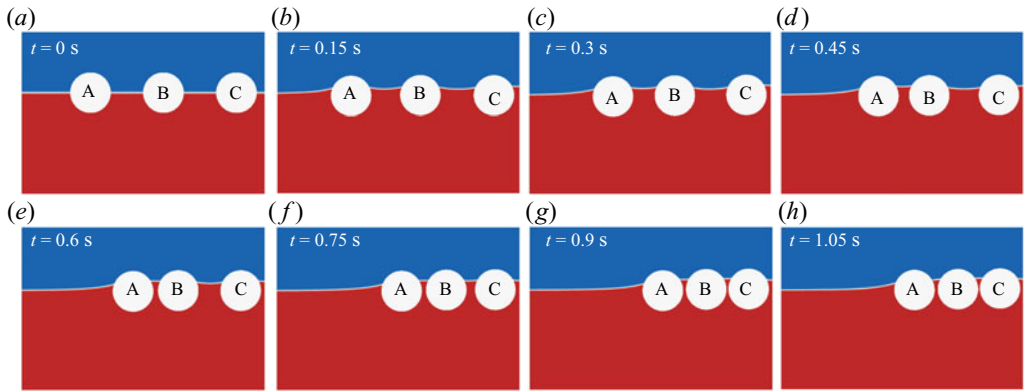 (a) (b) (c) (d)
t = 0 s t = 0.15 s t = 0.3 s t = 0.45 s
A B C A B C A B C A B C
(e) (f) (g) (h)
t = 0.6 s t = 0.75 s t = 0.9 s t = 1.05 s
A B C A B C A B C A B C